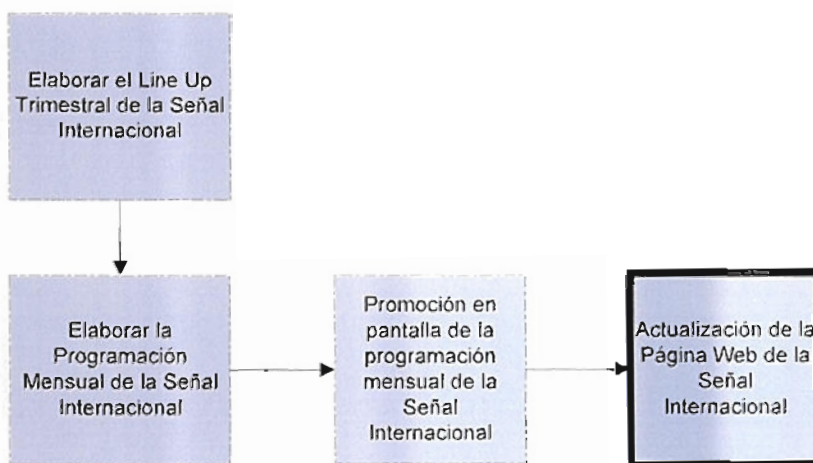 Elaborar el Line Up
Trimestral de la Señal
Internacional
Elaborar la
Programación
Mensual de la Señal
Internacional
Promoción en
pantalla de la
programación
mensual de la
Señal
Internacional
Actualización de la
Página Web de la
Señal
Internacional